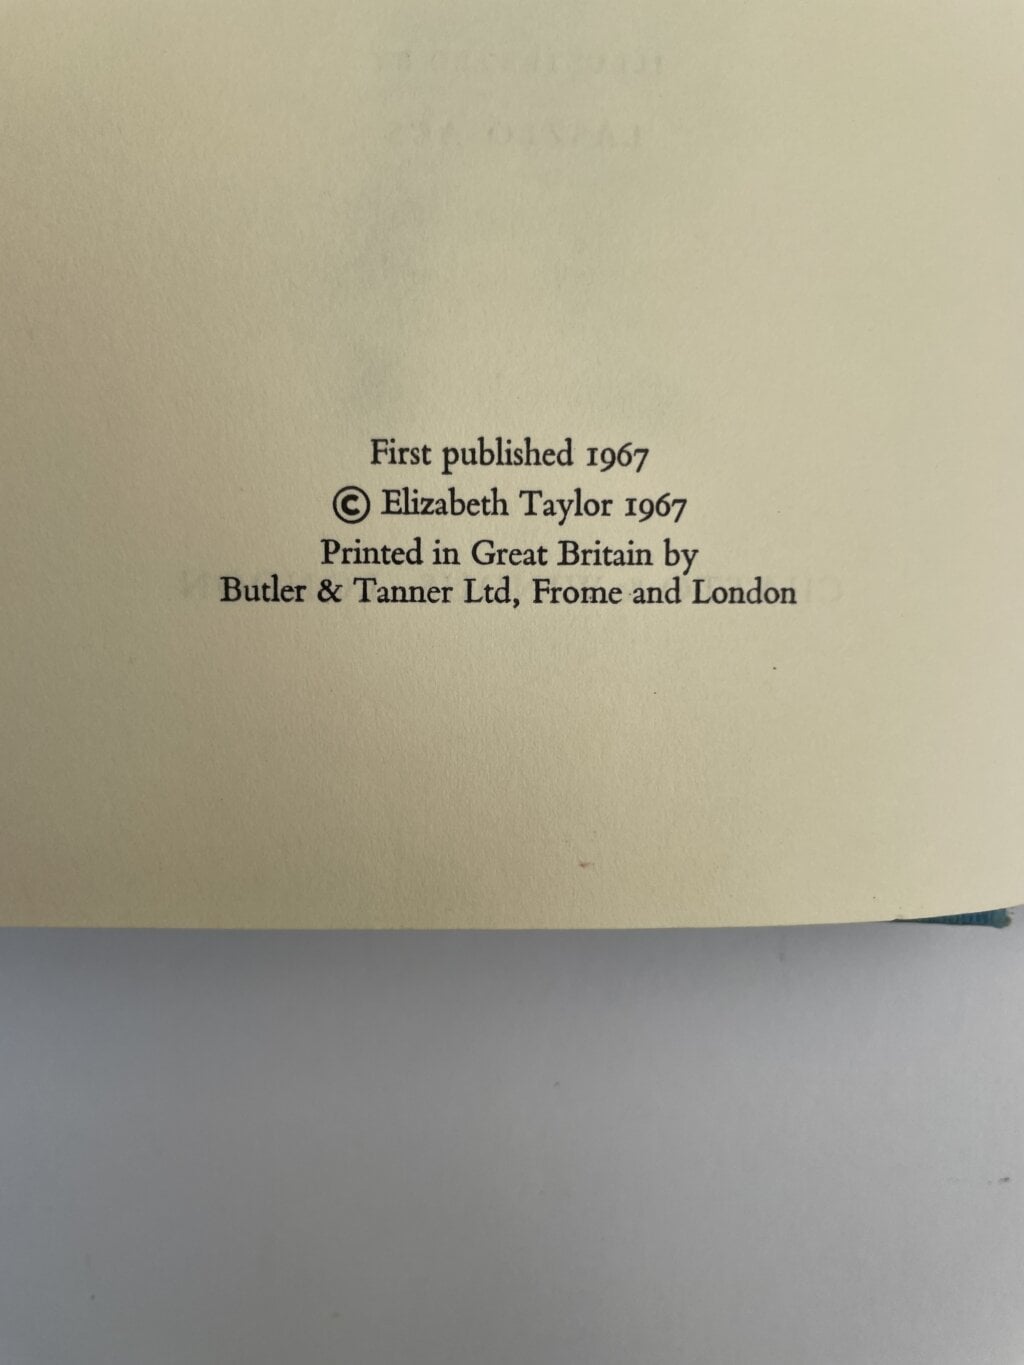 First published 1967
© Elizabeth Taylor 1967
Printed in Great Britain by
Butler & Tanner Ltd, Frome and London